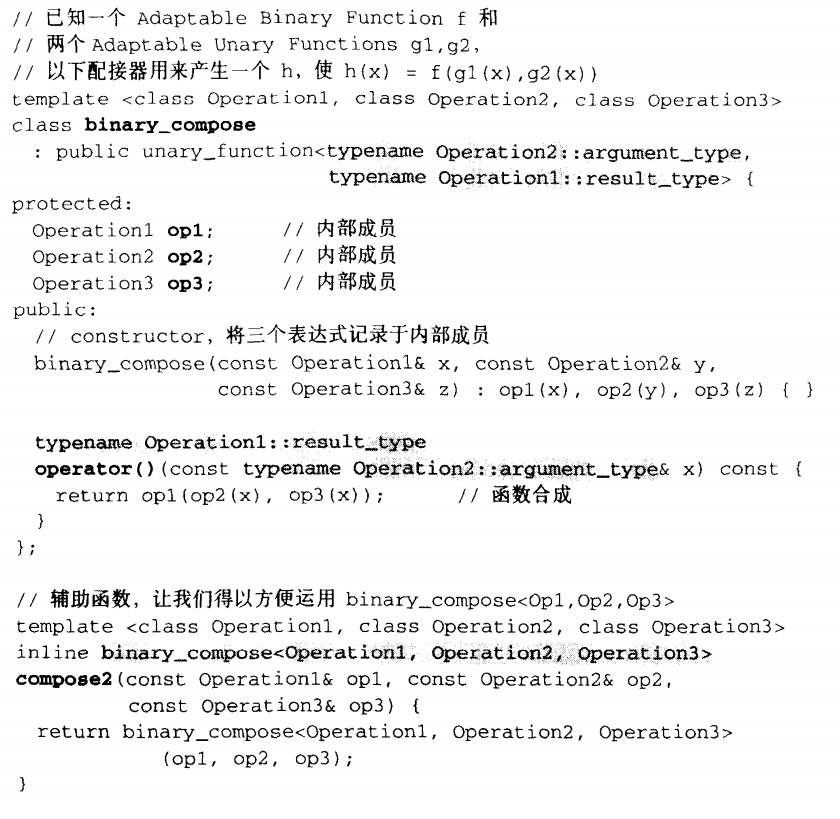 // 已知一个 Adaptable Binary Function f 和
// 两个 Adaptable Unary Functions g1,g2,
// 以下配接器用来产生一个 h, 使 h(x) = f(g1(x),g2(x))
template <class Operation1, class Operation2, class Operation3>
class binary_compose
  : public unary_function<typename Operation2::argument_type,
                          typename Operation1::result_type> {
protected:
  Operation1 op1;      // 内部成员
  Operation2 op2;      // 内部成员
  Operation3 op3;      // 内部成员
public:
  // constructor, 将三个表达式记录于内部成员
  binary_compose(const Operation1& x, const Operation2& y,
                 const Operation3& z) : op1(x), op2(y), op3(z) { }
  typename Operation1::result_type
  operator()(const typename Operation2::argument_type& x) const {
    return op1(op2(x), op3(x));       // 函数合成
  }
};
// 辅助函数, 让我们得以方便运用 binary_compose<Op1,Op2,Op3>
template <class Operation1, class Operation2, class Operation3>
inline binary_compose<Operation1, Operation2, Operation3>
compose2(const Operation1& op1, const Operation2& op2,
         const Operation3& op3) {
  return binary_compose<Operation1, Operation2, Operation3>
             (op1, op2, op3);
}